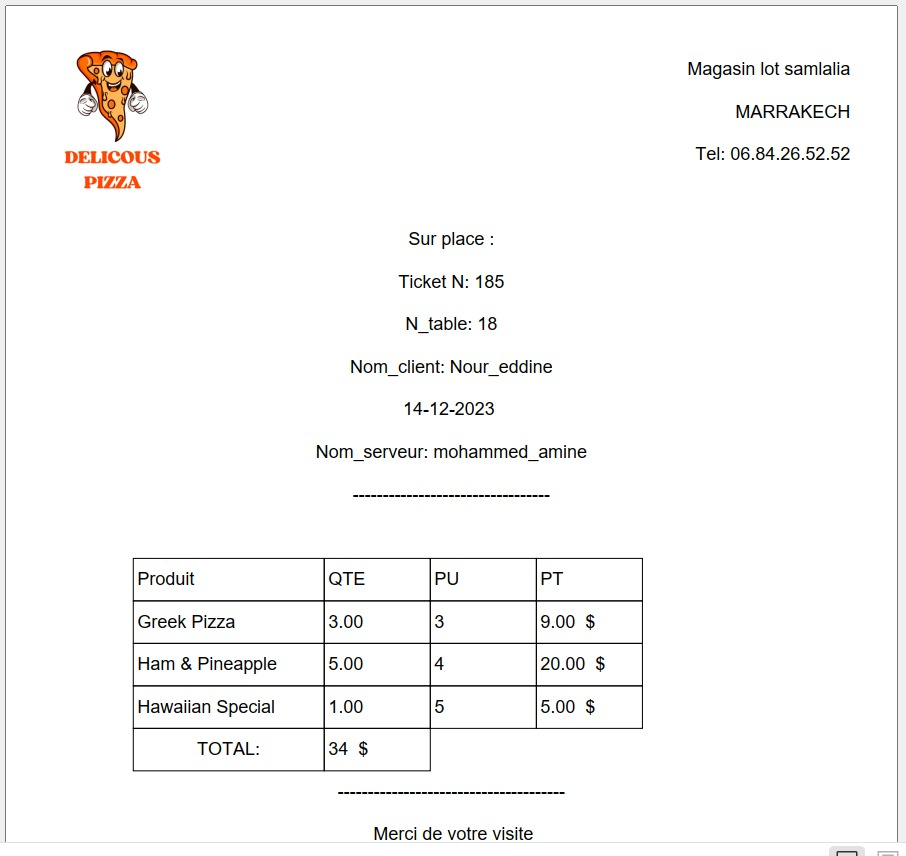 DELICOUS
PIZZA
Magasin lot samlalia
MARRAKECH
Tel: 06.84.26.52.52
Sur place :
Ticket N: 185
N_table: 18
Nom_client: Nour_eddine
14-12-2023
Nom_serveur: mohammed_amine
---------------------------------
Produit QTE PU PT
Greek Pizza 3.00 3 9.00 $
Ham & Pineapple 5.00 4 20.00 $
Hawaiian Special 1.00 5 5.00 $
TOTAL: 34 $
--------------------------------------
Merci de votre visite